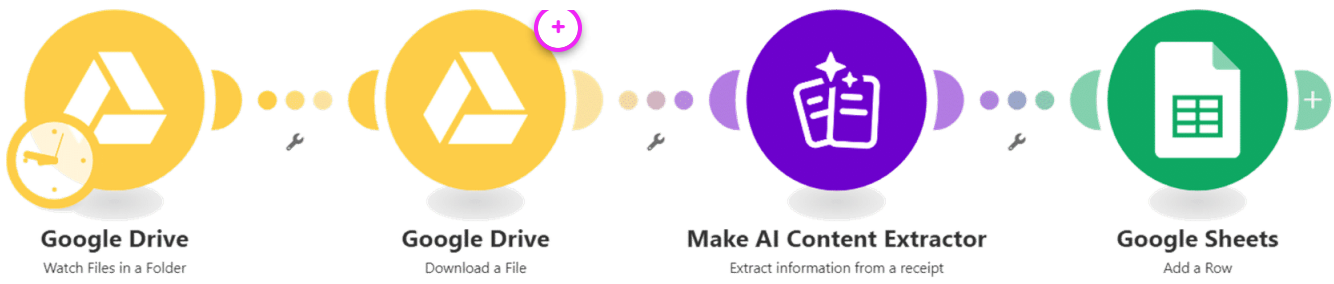 Google Drive
Watch Files in a Folder
Google Drive
Download a File
Make AI Content Extractor
Extract information from a receipt
Google Sheets
Add a Row